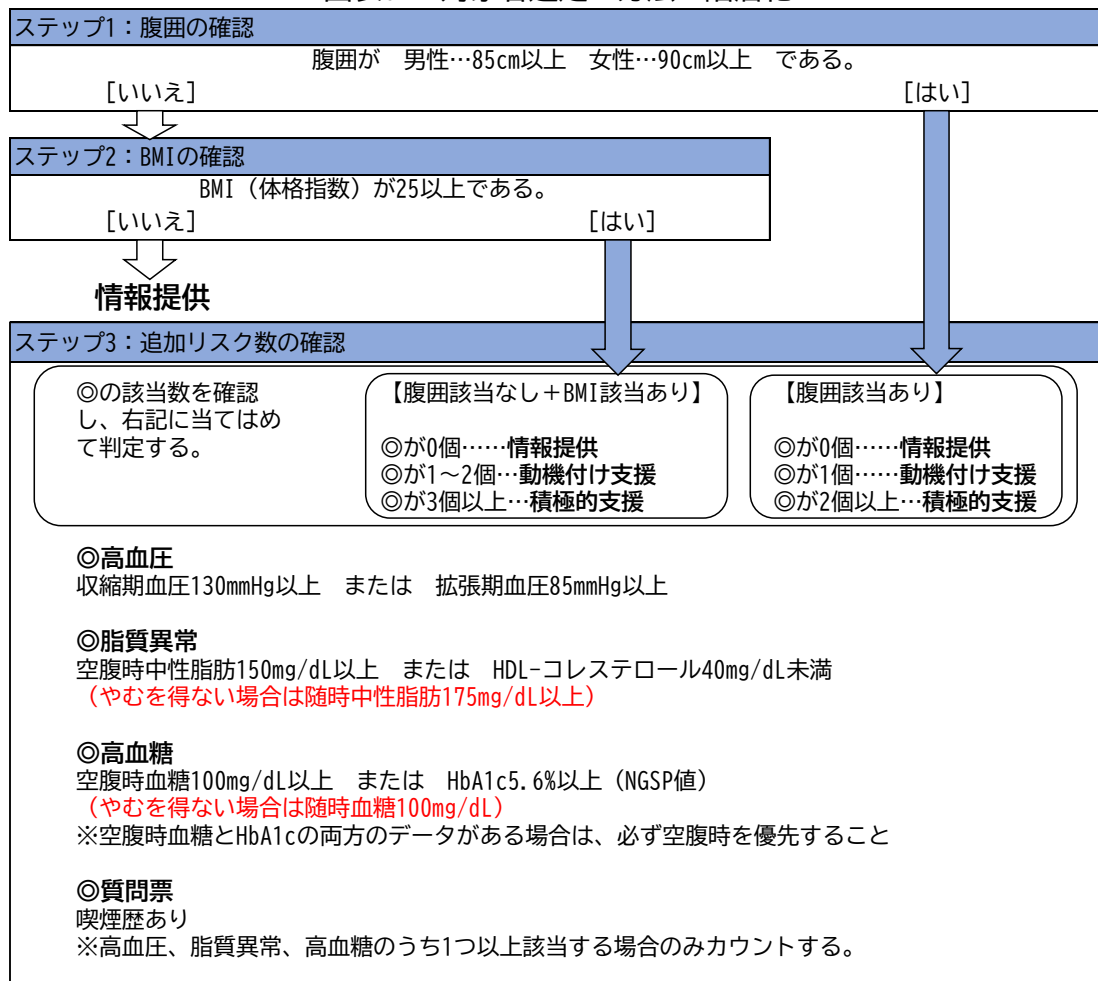 ステップ1：腹囲の確認
腹囲が　男性…85cm以上　女性…90cm以上　である。
[いいえ]　[はい]
ステップ2：BMIの確認
BMI（体格指数）が25以上である。
[いいえ]　[はい]
情報提供
ステップ3：追加リスク数の確認
◎の該当数を確認
し、右記に当てはめ
て判定する。
【腹囲該当なし＋BMI該当あり】
◎が0個……情報提供
◎が1～2個…動機付け支援
◎が3個以上…積極的支援
【腹囲該当あり】
◎が0個……情報提供
◎が1個……動機付け支援
◎が2個以上…積極的支援
◎高血圧
収縮期血圧130mmHg以上　または　拡張期血圧85mmHg以上
◎脂質異常
空腹時中性脂肪150mg/dL以上　または　HDL-コレステロール40mg/dL未満
（やむを得ない場合は随時中性脂肪175mg/dL以上）
◎高血糖
空腹時血糖100mg/dL以上　または　HbA1c5.6%以上（NGSP値）
（やむを得ない場合は随時血糖100mg/dL）
※空腹時血糖とHbA1cの両方のデータがある場合は、必ず空腹時を優先すること
◎質問票
喫煙歴あり
※高血圧、脂質異常、高血糖のうち1つ以上該当する場合のみカウントする。